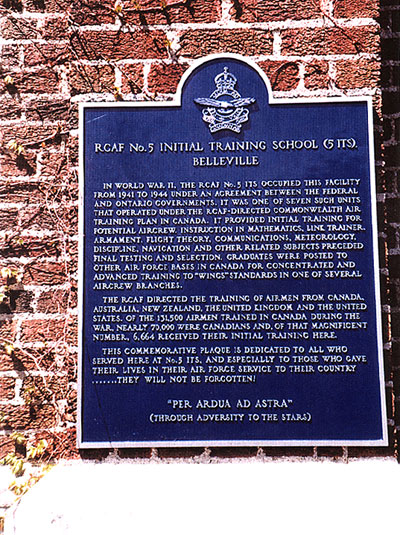 RCAF No. 5 INITIAL TRAINING SCHOOL (5 ITS),
BELLEVILLE
IN WORLD WAR II, THE RCAF No. 5 ITS OCCUPIED THIS FACILITY
FROM 1941 TO 1944 UNDER AN AGREEMENT BETWEEN THE FEDERAL
AND ONTARIO GOVERNMENTS. IT WAS ONE OF SEVEN SUCH UNITS
THAT OPERATED UNDER THE RCAF-DIRECTED COMMONWEALTH AIR
TRAINING PLAN IN CANADA. IT PROVIDED INITIAL TRAINING FOR
POTENTIAL AIRCREW. INSTRUCTION IN MATHEMATICS, LINK TRAINER,
ARMAMENT, FLIGHT THEORY, COMMUNICATIONS, METEOROLOGY,
DISCIPLINE, NAVIGATION AND OTHER RELATED SUBJECTS PRECEDED
FINAL TESTING AND SELECTION. GRADUATES WERE POSTED TO
OTHER AIR FORCE BASES IN CANADA FOR CONCENTRATED AND
ADVANCED TRAINING TO "WINGS" STANDARDS IN ONE OF SEVERAL
AIRCREW BRANCHES.
THE RCAF DIRECTED THE TRAINING OF AIRMEN FROM CANADA,
AUSTRALIA, NEW ZEALAND, THE UNITED KINGDOM AND THE UNITED
STATES. OF THE 131,500 AIRMEN TRAINED IN CANADA DURING THE
WAR, NEARLY 79,000 WERE CANADIANS AND, OF THAT MAGNIFICENT
NUMBER, 6,664 RECEIVED THEIR INITIAL TRAINING HERE.
THIS COMMEMORATIVE PLAQUE IS DEDICATED TO ALL WHO
SERVED HERE AT No. 5 ITS, AND ESPECIALLY TO THOSE WHO GAVE
THEIR LIVES IN THEIR AIR FORCE SERVICE TO THEIR COUNTRY
.......THEY WILL NOT BE FORGOTTEN!
"PER ARDUA AD ASTRA"
(THROUGH ADVERSITY TO THE STARS)